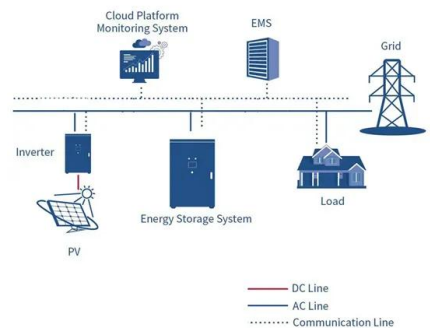 Cloud Platform
Monitoring System
EMS
Grid
Inverter
Energy Storage System
Load
PV
DC Line
AC Line
Communication Line